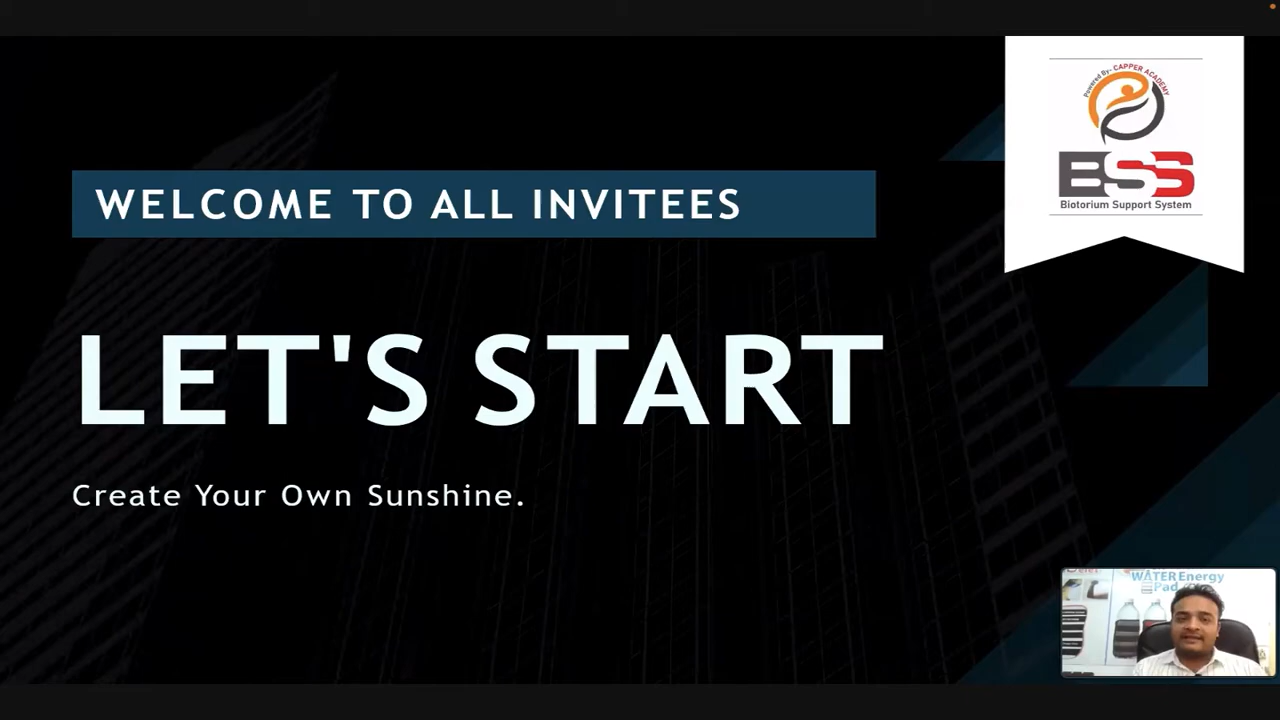 WELCOME TO ALL INVITEES
LET'S START
Create Your Own Sunshine.
Powered By:- CAPPER ACADEMY
BSS
Biotorium Support System
WATER Energy
Pad